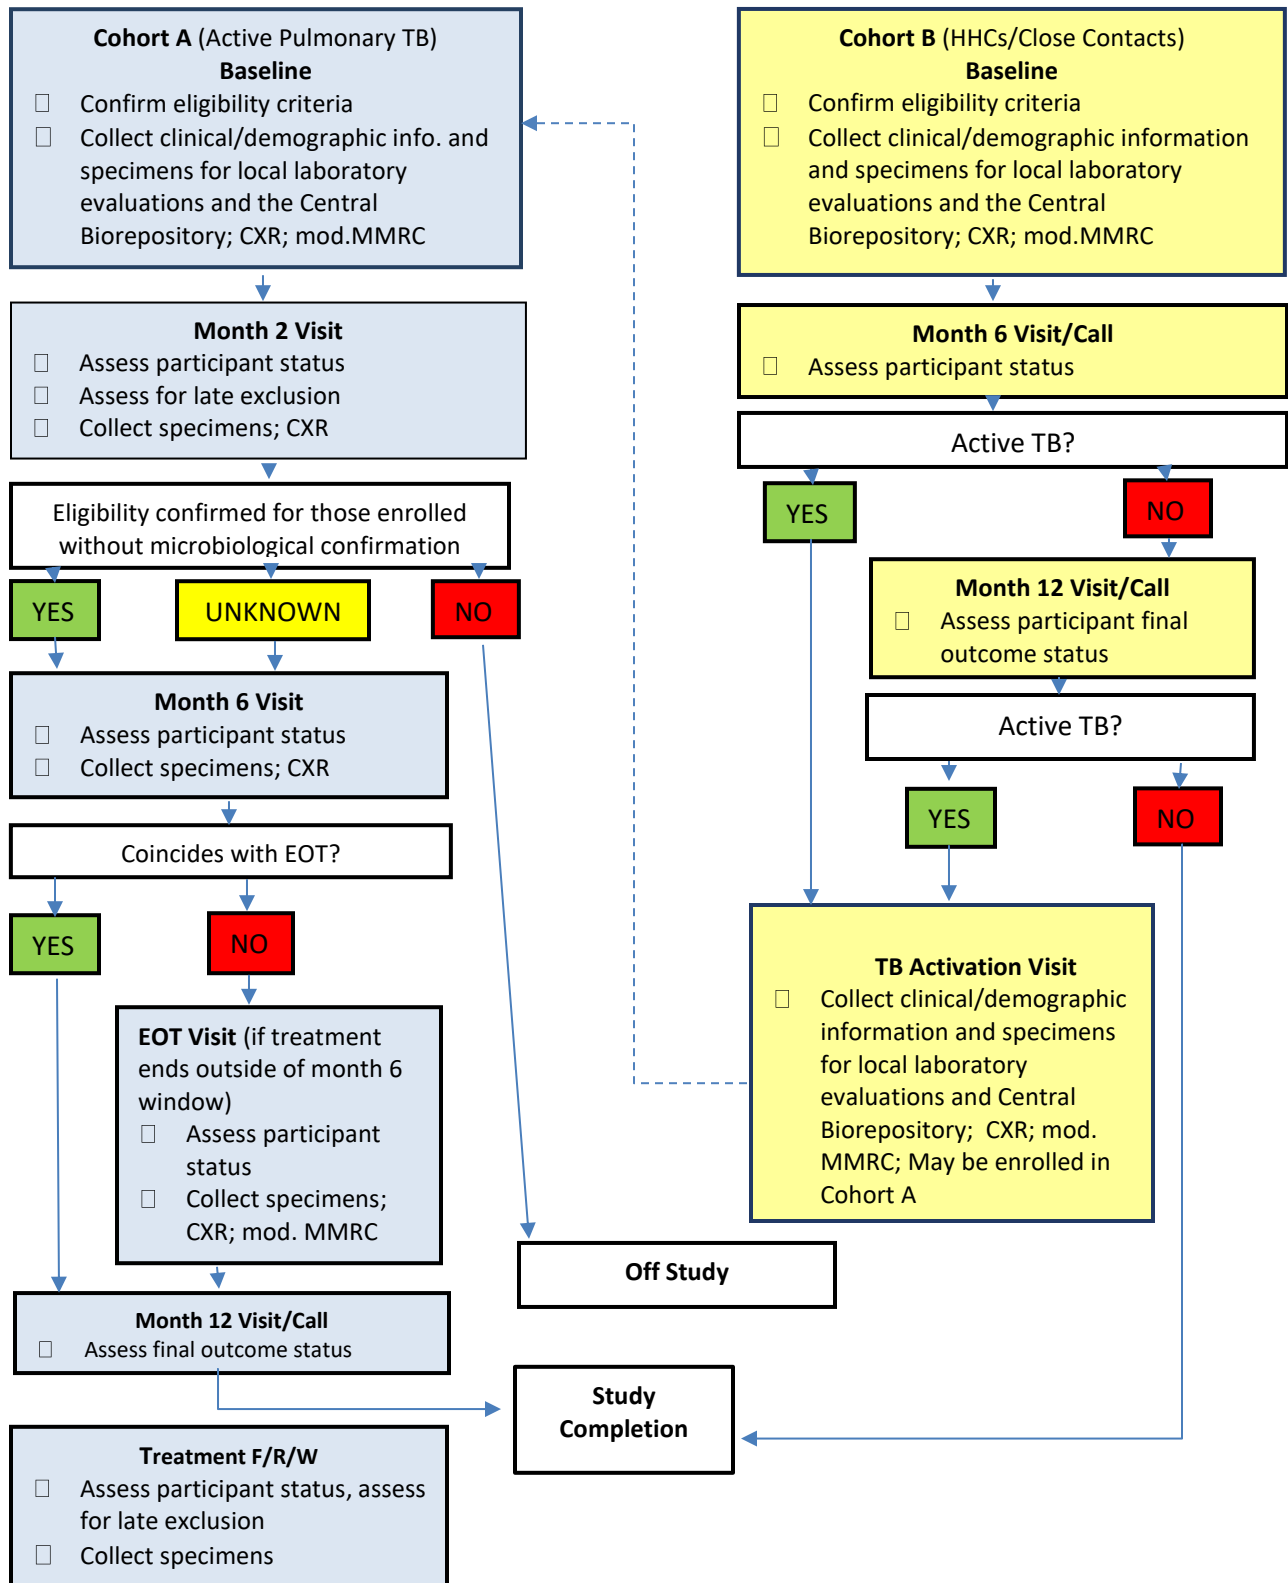 Cohort A (Active Pulmonary TB)
Baseline
☐ Confirm eligibility criteria
☐ Collect clinical/demographic info. and
specimens for local laboratory
evaluations and the Central
Biorepository; CXR; mod.MMRC
Month 2 Visit
☐ Assess participant status
☐ Assess for late exclusion
☐ Collect specimens; CXR
Eligibility confirmed for those enrolled
without microbiological confirmation
YES
UNKNOWN
NO
Month 6 Visit
☐ Assess participant status
☐ Collect specimens; CXR
Coincides with EOT?
YES
NO
EOT Visit (if treatment
ends outside of month 6
window)
☐ Assess participant
status
☐ Collect specimens;
CXR; mod. MMRC
Month 12 Visit/Call
☐ Assess final outcome status
Treatment F/R/W
☐ Assess participant status, assess
for late exclusion
☐ Collect specimens
Cohort B (HHCs/Close Contacts)
Baseline
☐ Confirm eligibility criteria
☐ Collect clinical/demographic information
and specimens for local laboratory
evaluations and the Central
Biorepository; CXR; mod.MMRC
Month 6 Visit/Call
☐ Assess participant status
Active TB?
YES
NO
Month 12 Visit/Call
☐ Assess participant final
outcome status
Active TB?
YES
NO
TB Activation Visit
☐ Collect clinical/demographic
information and specimens
for local laboratory
evaluations and Central
Biorepository; CXR; mod.
MMRC; May be enrolled in
Cohort A
Off Study
Study
Completion